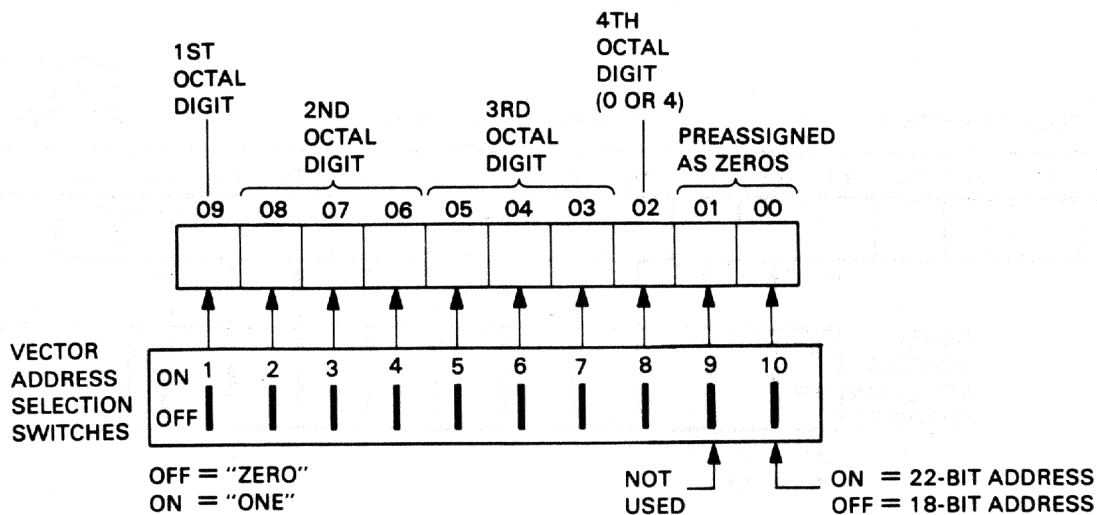 1ST
OCTAL
DIGIT
2ND
OCTAL
DIGIT
3RD
OCTAL
DIGIT
4TH
OCTAL
DIGIT
(0 OR 4)
PREASSIGNED
AS ZEROS
09 08 07 06 05 04 03 02 01 00
VECTOR
ADDRESS
SELECTION
SWITCHES
ON 1 2 3 4 5 6 7 8 9 10
OFF
OFF = "ZERO"
ON = "ONE"
NOT
USED
ON = 22-BIT ADDRESS
OFF = 18-BIT ADDRESS